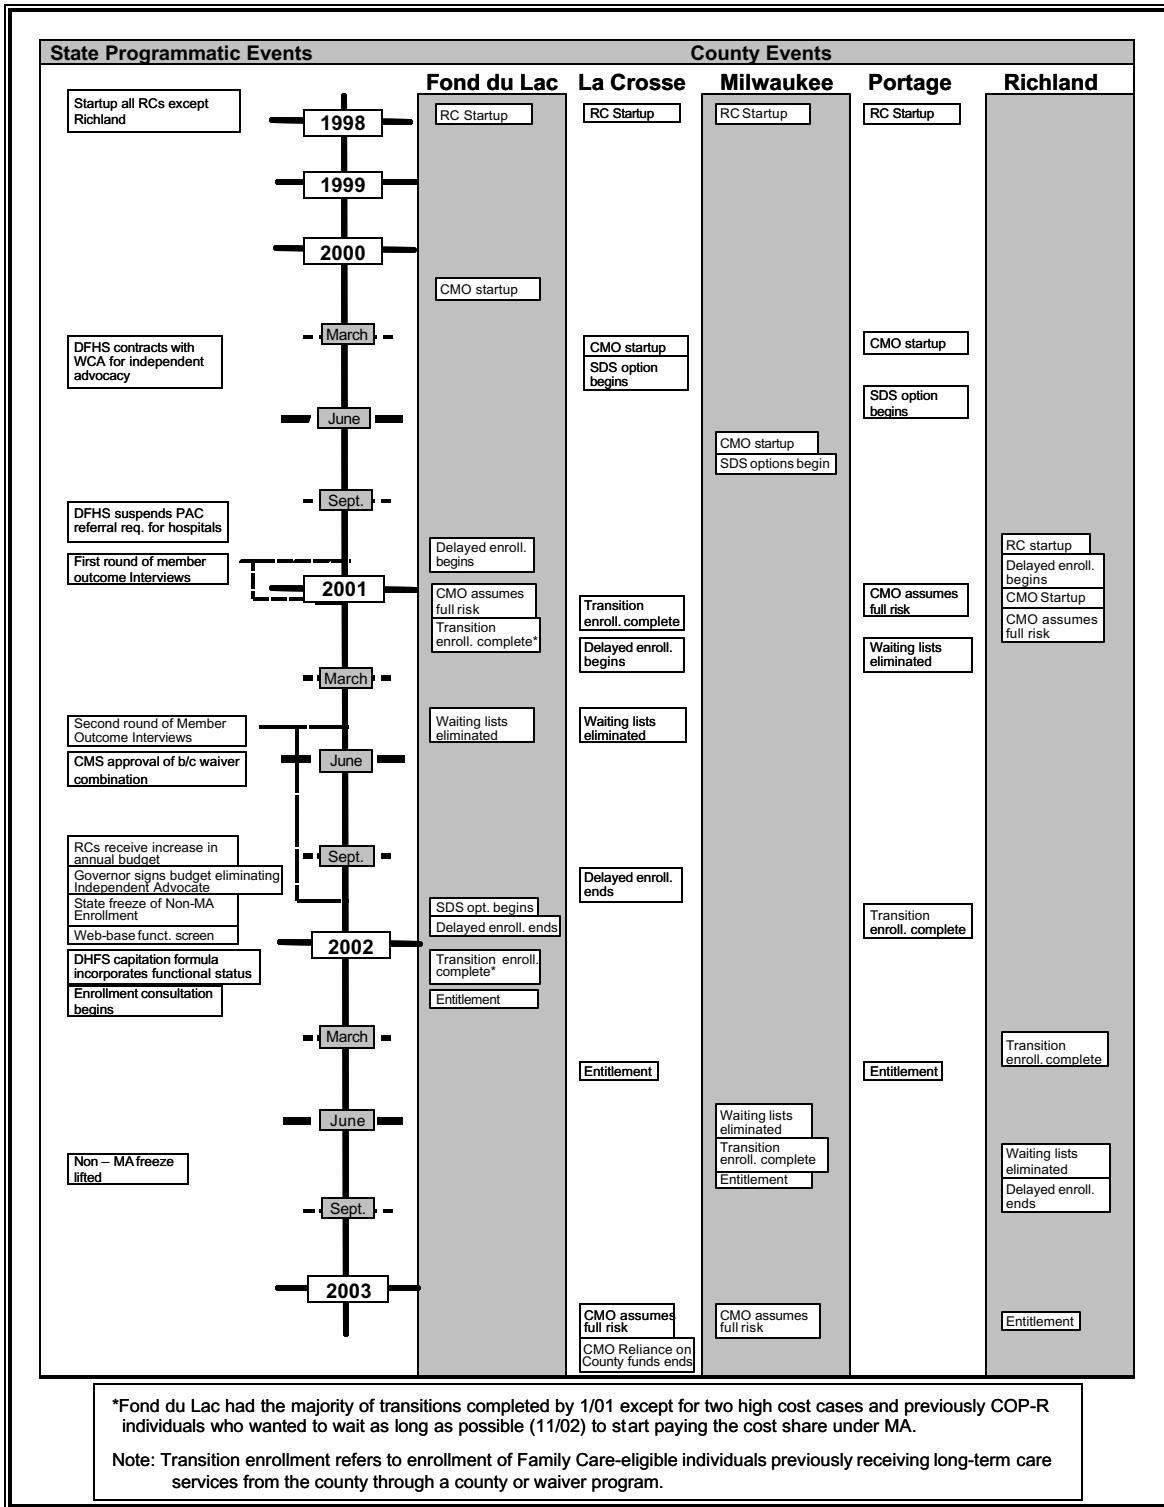 State Programmatic Events
County Events
Fond du Lac
La Crosse
Milwaukee
Portage
Richland
Startup all RCs except
Richland
1998
RC Startup
RC Startup
RC Startup
RC Startup
1999
2000
CMO startup
March
DFHS contracts with
WCA for independent
advocacy
CMO startup
SDS option
begins
CMO startup
SDS option
begins
June
CMO startup
SDS options begin
Sept.
DFHS suspends PAC
referral req. for hospitals
First round of member
outcome Interviews
Delayed enroll.
begins
RC startup
Delayed enroll.
begins
CMO Startup
CMO assumes
full risk
2001
CMO assumes
full risk
Transition
enroll. complete*
Transition
enroll. complete
Delayed enroll.
begins
CMO assumes
full risk
Waiting lists
eliminated
March
Second round of Member
Outcome Interviews
CMS approval of b/c waiver
combination
Waiting lists
eliminated
Waiting lists
eliminated
June
RCs receive increase in
annual budget
Governor signs budget eliminating
Independent Advocate
State freeze of Non-MA
Enrollment
Web-base funct. screen
DHFS capitation formula
incorporates functional status
Enrollment consultation
begins
Sept.
Delayed enroll.
ends
SDS opt. begins
Delayed enroll. ends
Transition
enroll. complete
2002
Transition enroll.
complete*
Entitlement
March
Transition
enroll. complete
Entitlement
Entitlement
June
Waiting lists
eliminated
Transition
enroll. complete
Entitlement
Non – MA freeze
lifted
Waiting lists
eliminated
Delayed enroll.
ends
Sept.
2003
CMO assumes
full risk
CMO Reliance on
County funds ends
CMO assumes
full risk
Entitlement
*Fond du Lac had the majority of transitions completed by 1/01 except for two high cost cases and previously COP-R
individuals who wanted to wait as long as possible (11/02) to start paying the cost share under MA.
Note: Transition enrollment refers to enrollment of Family Care-eligible individuals previously receiving long-term care
services from the county through a county or waiver program.